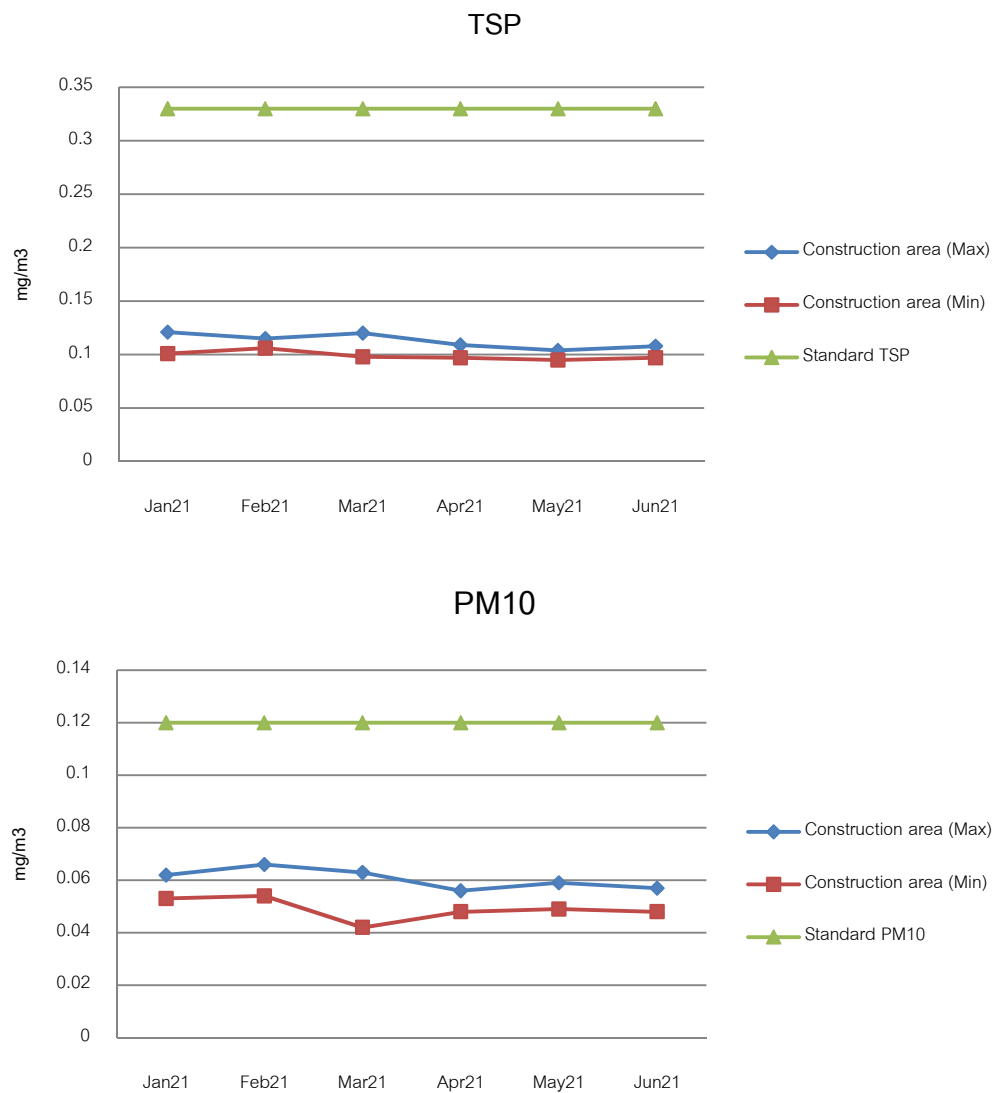 TSP
0.35
0.3
0.25
0.2
0.15
0.1
0.05
0
mg/m3
Jan21 Feb21 Mar21 Apr21 May21 Jun21
Construction area (Max)
Construction area (Min)
Standard TSP
PM10
0.14
0.12
0.1
0.08
0.06
0.04
0.02
0
mg/m3
Jan21 Feb21 Mar21 Apr21 May21 Jun21
Construction area (Max)
Construction area (Min)
Standard PM10